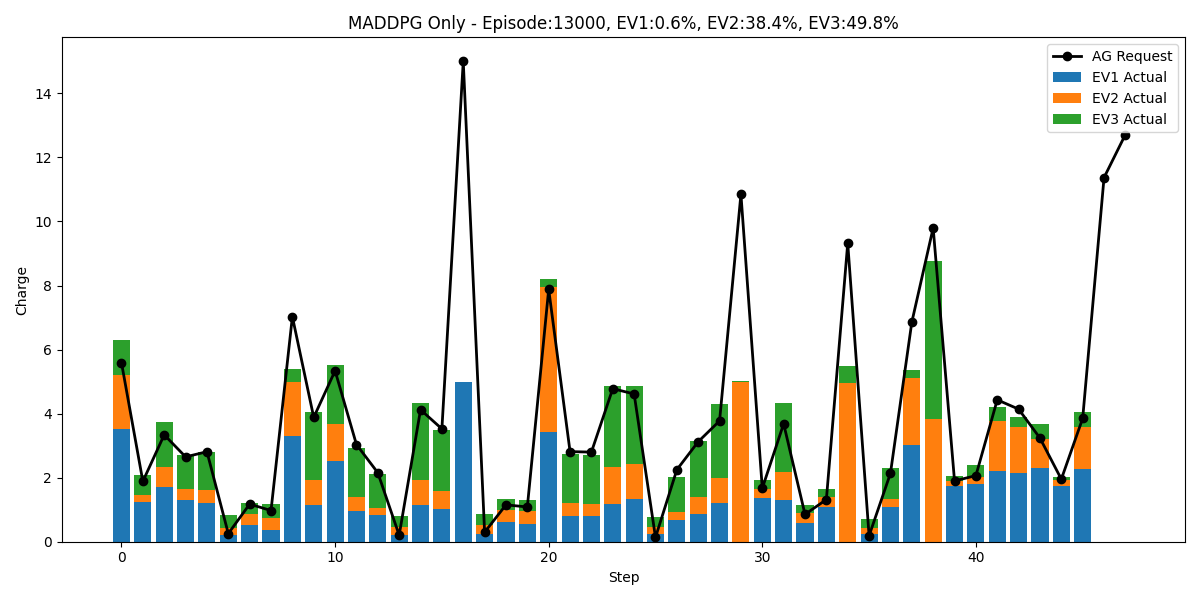 MADDPG Only - Episode:13000, EV1:0.6%, EV2:38.4%, EV3:49.8%
AG Request
EV1 Actual
EV2 Actual
EV3 Actual
Charge
14
12
10
8
6
4
2
0
0 10 20 30 40
Step